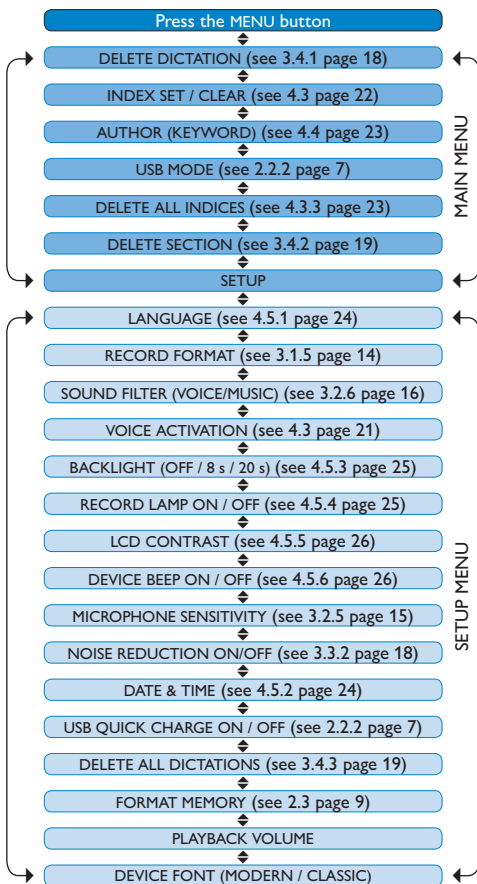 Press the MENU button
DELETE DICTATION (see 3.4.1 page 18)
INDEX SET / CLEAR (see 4.3 page 22)
AUTHOR (KEYWORD) (see 4.4 page 23)
USB MODE (see 2.2.2 page 7)
DELETE ALL INDICES (see 4.3.3 page 23)
DELETE SECTION (see 3.4.2 page 19)
SETUP
MAIN MENU
LANGUAGE (see 4.5.1 page 24)
RECORD FORMAT (see 3.1.5 page 14)
SOUND FILTER (VOICE/MUSIC) (see 3.2.6 page 16)
VOICE ACTIVATION (see 4.3 page 21)
BACKLIGHT (OFF / 8 s / 20 s) (see 4.5.3 page 25)
RECORD LAMP ON / OFF (see 4.5.4 page 25)
LCD CONTRAST (see 4.5.5 page 26)
DEVICE BEEP ON / OFF (see 4.5.6 page 26)
MICROPHONE SENSITIVITY (see 3.2.5 page 15)
NOISE REDUCTION ON/OFF (see 3.3.2 page 18)
DATE & TIME (see 4.5.2 page 24)
USB QUICK CHARGE ON / OFF (see 2.2.2 page 7)
DELETE ALL DICTATIONS (see 3.4.3 page 19)
FORMAT MEMORY (see 2.3 page 9)
PLAYBACK VOLUME
DEVICE FONT (MODERN / CLASSIC)
SETUP MENU